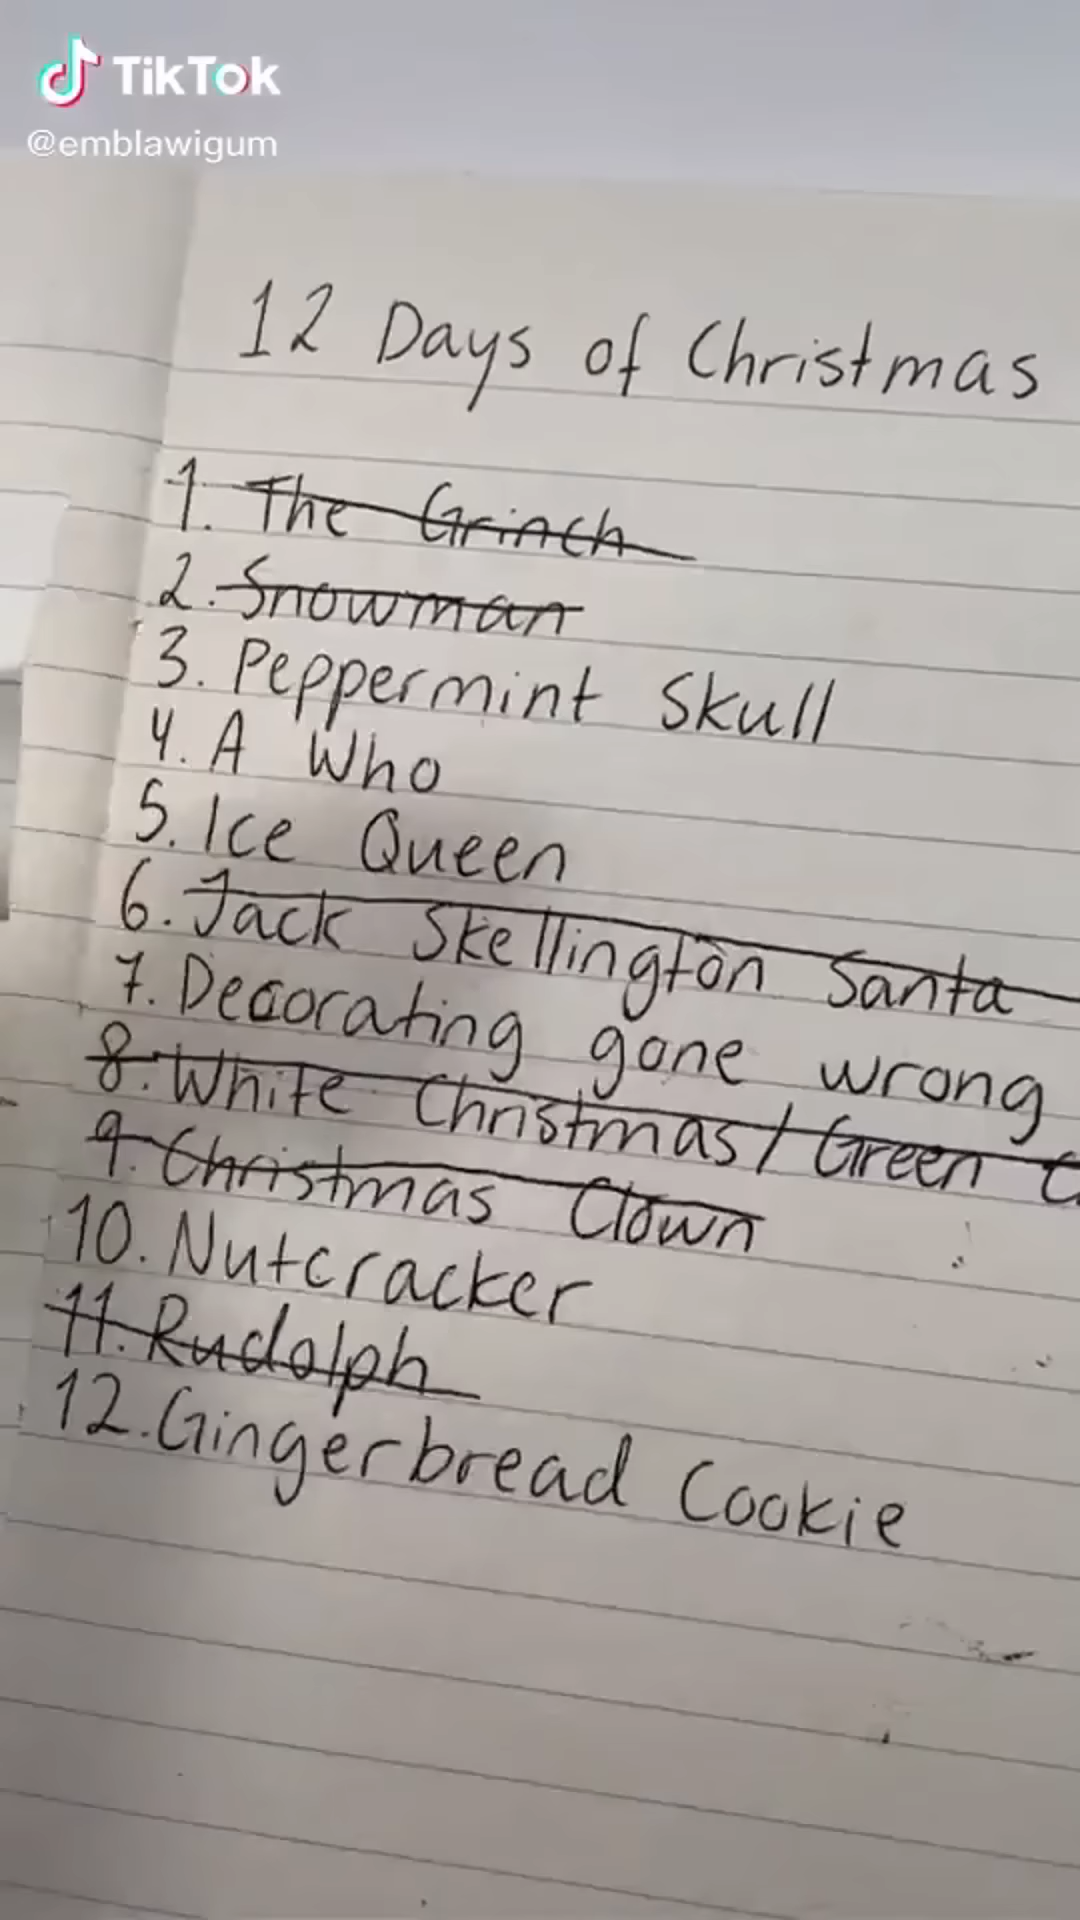 TikTok
@emblawigum
12 Days of Christmas
1. The Grinch
2. Snowman
3. Peppermint Skull
4. A Who
5. Ice Queen
6. Jack Skellington Santa
7. Decorating gone wrong
8. White Christmas / Green C
9. Christmas Clown
10. Nutcracker
11. Rudolph
12. Gingerbread Cookie